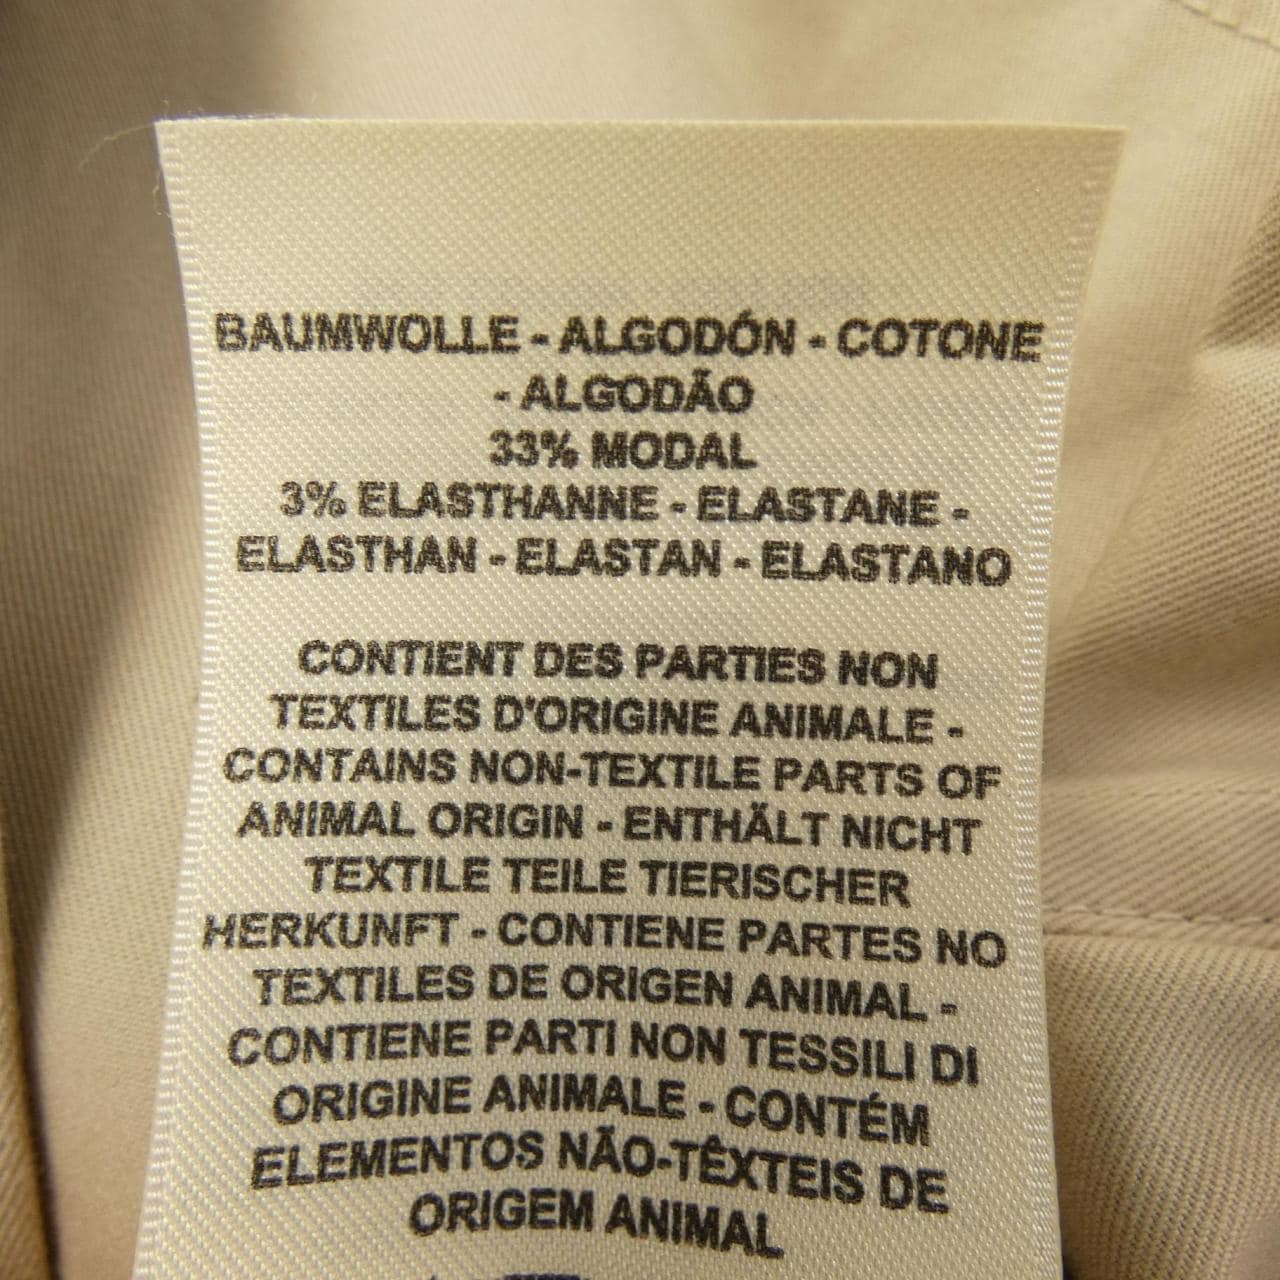 BAUMWOLLE - ALGODÓN - COTONE
- ALGODÃO
33% MODAL
3% ELASTHANNE - ELASTANE -
ELASTHAN - ELASTAN - ELASTANO
CONTIENT DES PARTIES NON
TEXTILES D'ORIGINE ANIMALE -
CONTAINS NON-TEXTILE PARTS OF
ANIMAL ORIGIN - ENTHÄLT NICHT
TEXTILE TEILE TIERISCHER
HERKUNFT - CONTIENE PARTES NO
TEXTILES DE ORIGEN ANIMAL -
CONTIENE PARTI NON TESSILI DI
ORIGINE ANIMALE - CONTÉM
ELEMENTOS NÃO-TÊXTEIS DE
ORIGEM ANIMAL